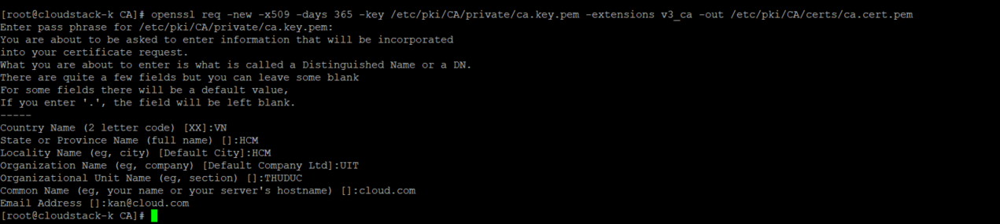 [root@cloudstack-k CA]# openssl req -new -x509 -days 365 -key /etc/pki/CA/private/ca.key.pem -extensions v3_ca -out /etc/pki/CA/certs/ca.cert.pem
Enter pass phrase for /etc/pki/CA/private/ca.key.pem:
You are about to be asked to enter information that will be incorporated
into your certificate request.
What you are about to enter is what is called a Distinguished Name or a DN.
There are quite a few fields but you can leave some blank
For some fields there will be a default value,
If you enter '.', the field will be left blank.
-----
Country Name (2 letter code) [XX]:VN
State or Province Name (full name) []:HCM
Locality Name (eg, city) [Default City]:HCM
Organization Name (eg, company) [Default Company Ltd]:UIT
Organizational Unit Name (eg, section) []:THUDUC
Common Name (eg, your name or your server's hostname) []:cloud.com
Email Address []:kan@cloud.com
[root@cloudstack-k CA]#